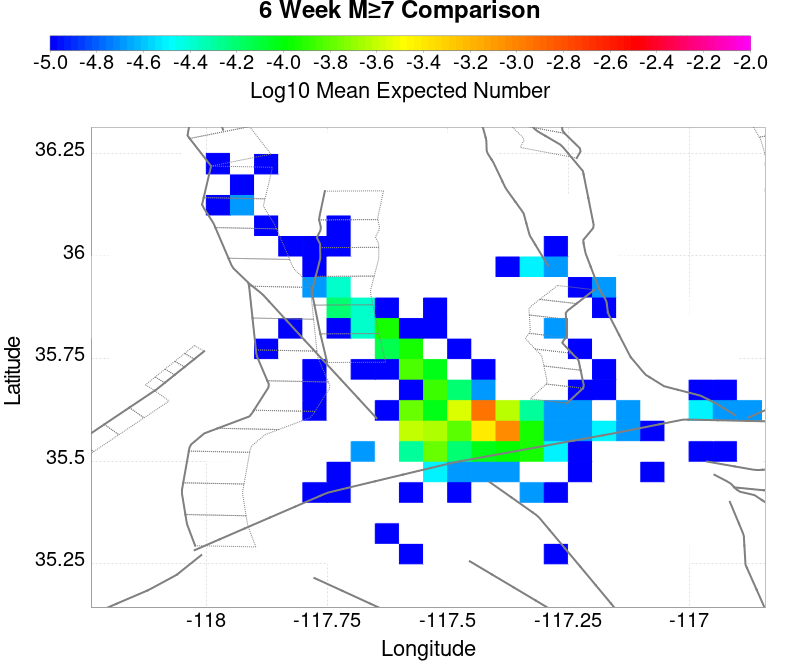 6 Week M≥7 Comparison
-5.0 -4.8 -4.6 -4.4 -4.2 -4.0 -3.8 -3.6 -3.4 -3.2 -3.0 -2.8 -2.6 -2.4 -2.2 -2.0
Log10 Mean Expected Number
36.25
36
35.75
35.5
35.25
Latitude
-118 -117.75 -117.5 -117.25 -117
Longitude